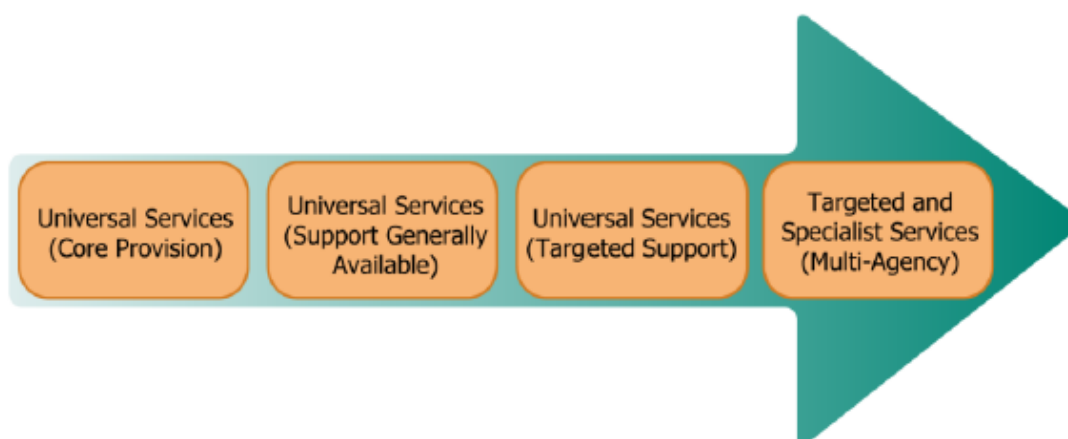 Universal Services
(Core Provision)
Universal Services
(Support Generally
Available)
Universal Services
(Targeted Support)
Targeted and
Specialist Services
(Multi-Agency)